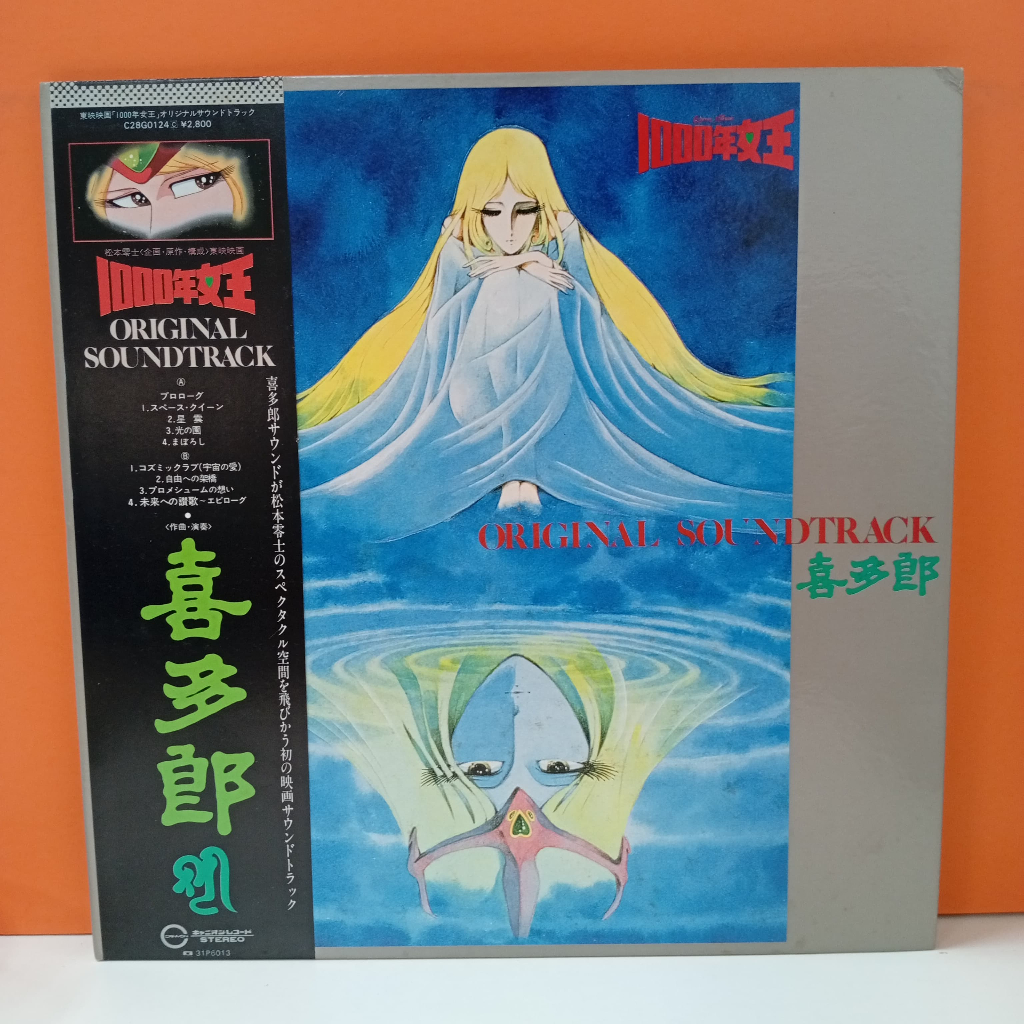 東映映画「1000年女王」オリジナルサウンドトラック
C28G0124 Ⓒ ¥2,800
松本零士〈企画・原作・構成〉東映映画
1000年女王
ORIGINAL
SOUNDTRACK
Ⓐ
プロローグ
1.スペース・クイーン
2.星雲
3.光の園
4.まぼろし
Ⓑ
1.コズミックラブ(宇宙の愛)
2.自由への架橋
3.プロメシュームの想い
4.未来への讃歌~エピローグ
●
〈作曲・演奏〉
喜多郎
喜多郎サウンドが松本零士のスペクタクル空間を飛びかう初の映画サウンドトラック
キャニオンレコード
STEREO
31P6013
1000年女王
ORIGINAL SOUNDTRACK
喜多郎